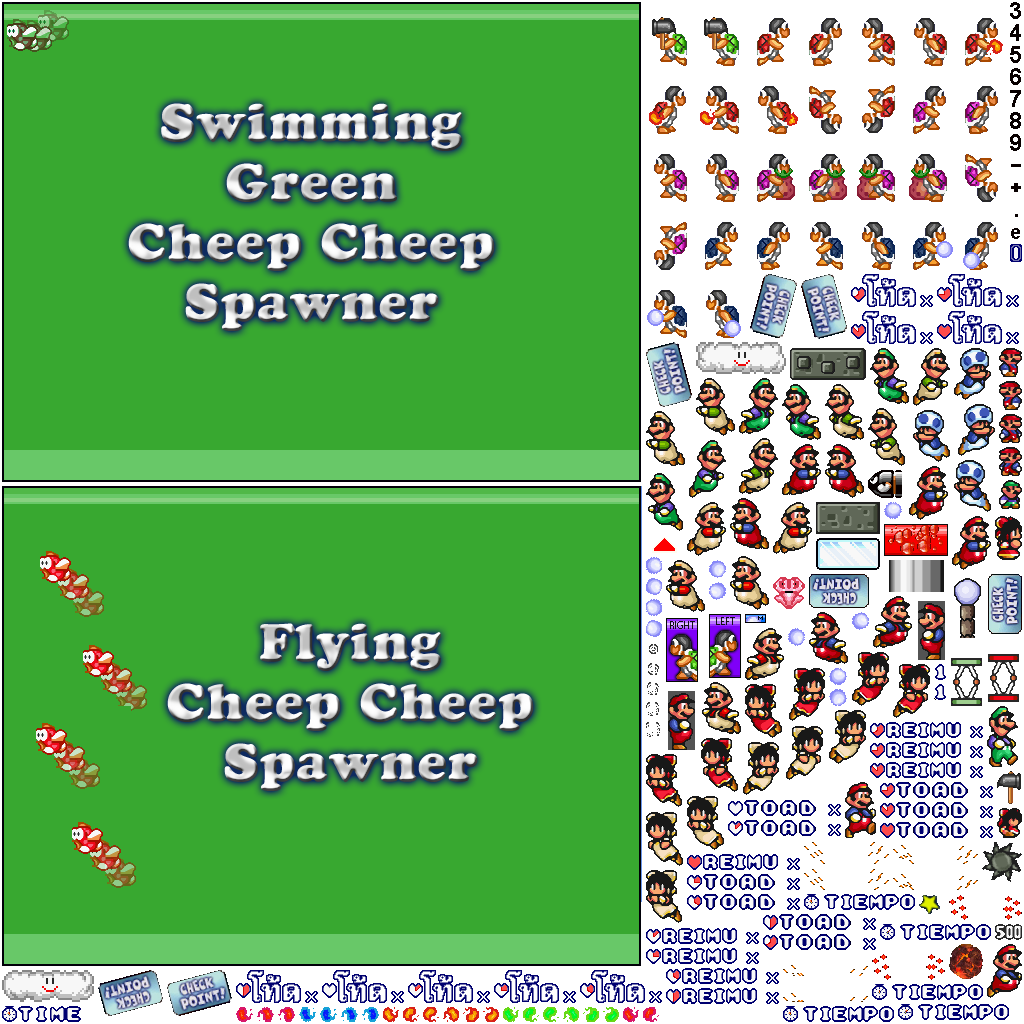 Swimming
Green
Cheep Cheep
Spawner
Flying
Cheep Cheep
Spawner
3
4
5
6
7
8
9
-
+
.
e
0
CHECK POINT!
CHECK POINT!
โท้ด x
โท้ด x
โท้ด x
โท้ด x
CHECK POINT!
CHECK POINT!
CHECK POINT!
RIGHT
LEFT
1
1
REIMU x
REIMU x
REIMU x
TOAD x
TOAD x
TOAD x
TOAD x
TOAD x
REIMU x
TOAD x
TOAD x
TIEMPO
TOAD x
TOAD x
TIEMPO
500
REIMU x
REIMU x
REIMU x
REIMU x
TIEMPO
TIEMPO
TIEMPO
CHECK POINT!
CHECK POINT!
โท้ด x
โท้ด x
โท้ด x
โท้ด x
โท้ด x
TIME